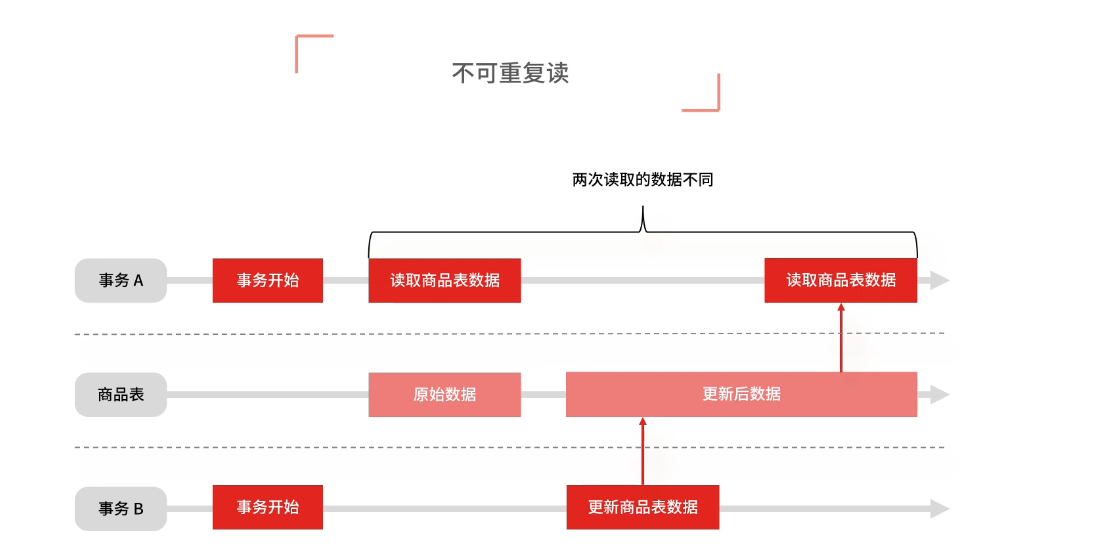 不可重复读
两次读取的数据不同
事务 A
事务开始
读取商品表数据
读取商品表数据
商品表
原始数据
更新后数据
事务 B
事务开始
更新商品表数据